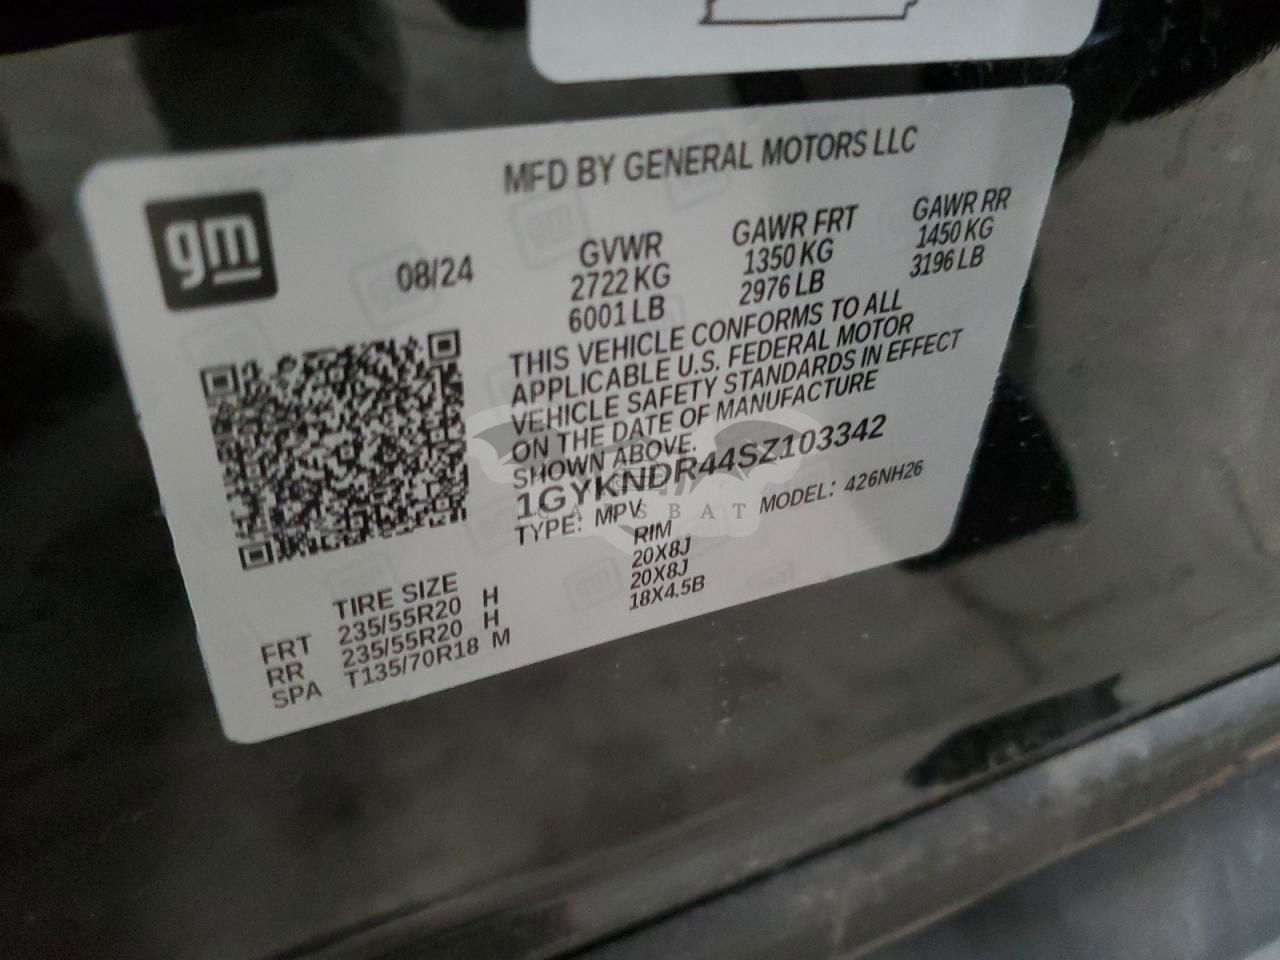 MFD BY GENERAL MOTORS LLC
gm
08/24
GVWR GAWR FRT GAWR RR
2722 KG 1350 KG 1450 KG
6001 LB 2976 LB 3196 LB
THIS VEHICLE CONFORMS TO ALL
APPLICABLE U.S. FEDERAL MOTOR
VEHICLE SAFETY STANDARDS IN EFFECT
ON THE DATE OF MANUFACTURE
SHOWN ABOVE.
1GYKNDR44SZ103342
TYPE: MPV MODEL: 426NH26
TIRE SIZE RIM
FRT 235/55R20 H 20X8J
RR 235/55R20 H 20X8J
SPA T135/70R18 M 18X4.5B